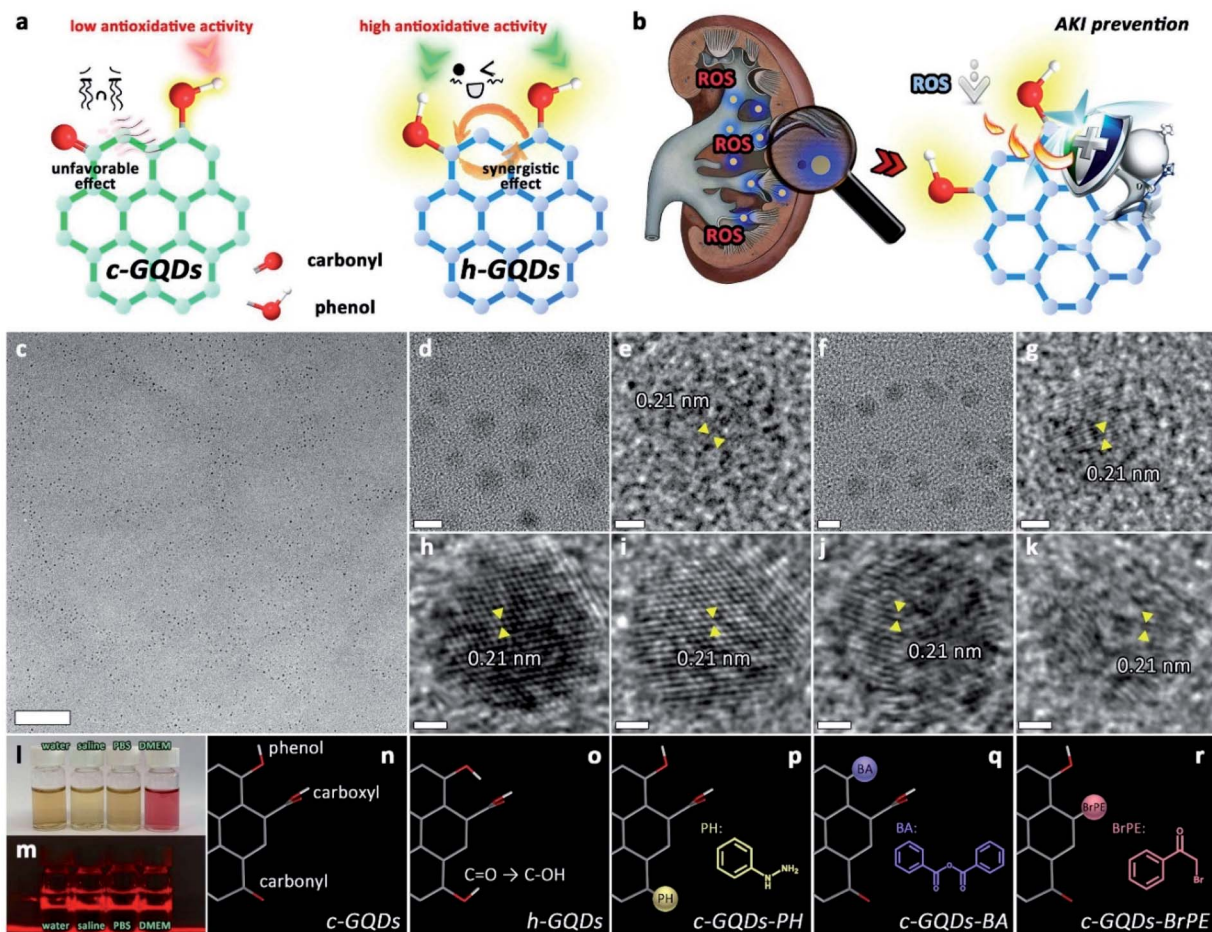 a
low antioxidative activity
high antioxidative activity
unfavorable
effect
synergistic
effect
c-GQDs
h-GQDs
carbonyl
phenol
b
AKI prevention
ROS
ROS
ROS
ROS
c
d
e
0.21 nm
f
g
0.21 nm
h
0.21 nm
i
0.21 nm
j
0.21 nm
k
0.21 nm
l
water saline PBS DMEM
m
water saline PBS DMEM
n
phenol
carboxyl
carbonyl
c-GQDs
o
C=O → C-OH
h-GQDs
p
PH:
H
N
NH2
PH
c-GQDs-PH
q
BA
BA:
O
O O
c-GQDs-BA
r
BrPE
BrPE:
O
Br
c-GQDs-BrPE